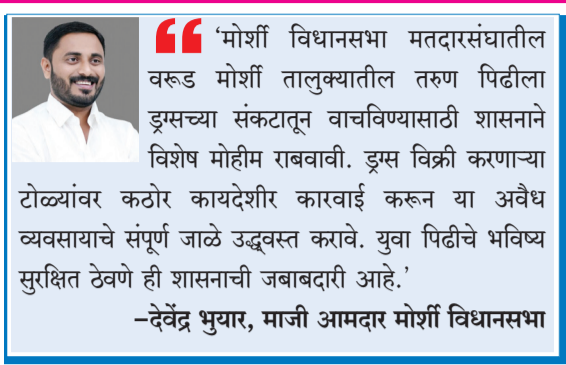 ‘मोर्शी विधानसभा मतदारसंघातील
वरूड मोर्शी तालुक्यातील तरुण पिढीला
ड्रग्सच्या संकटातून वाचविण्यासाठी शासनाने
विशेष मोहीम राबवावी. ड्रग्स विक्री करणाऱ्या
टोळ्यांवर कठोर कायदेशीर कारवाई करून या अवैध
व्यवसायाचे संपूर्ण जाळे उद्ध्वस्त करावे. युवा पिढीचे भविष्य
सुरक्षित ठेवणे ही शासनाची जबाबदारी आहे.’
–देवेंद्र भुयार, माजी आमदार मोर्शी विधानसभा